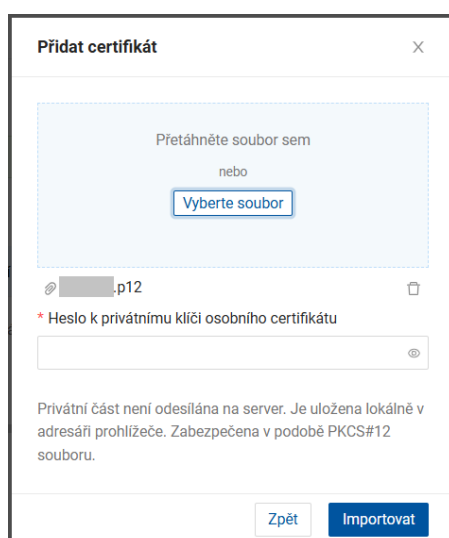 Přidat certifikát
Přetáhněte soubor sem
nebo
Vyberte soubor
.p12
* Heslo k privátnímu klíči osobního certifikátu
Privátní část není odesílána na server. Je uložena lokálně v
adresáři prohlížeče. Zabezpečena v podobě PKCS#12
souboru.
Zpět
Importovat